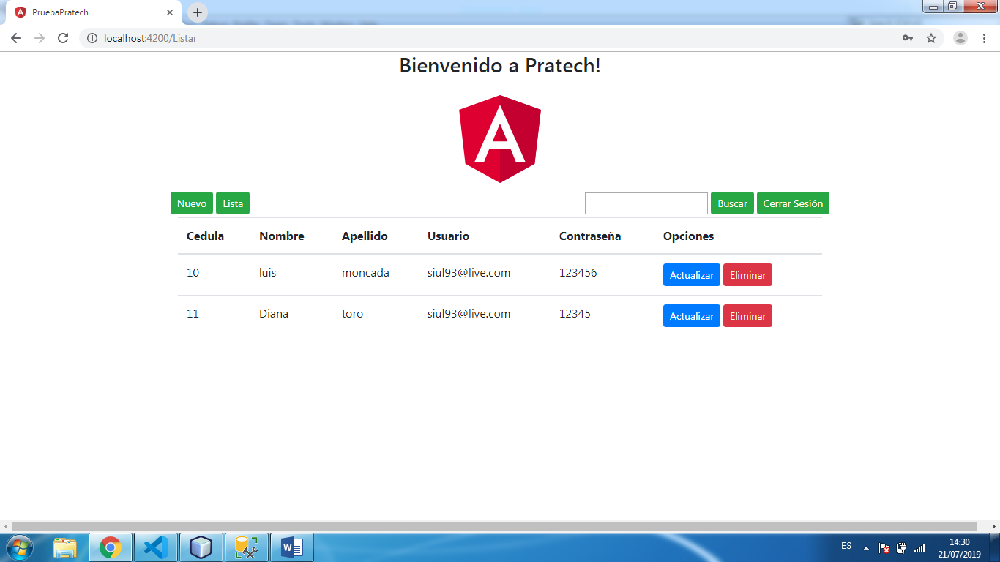 PruebaPratech
localhost:4200/Listar
Bienvenido a Pratech!
A
Nuevo Lista Buscar Cerrar Sesión
Cedula Nombre Apellido Usuario Contraseña Opciones
10 luis moncada siul93@live.com 123456 Actualizar Eliminar
11 Diana toro siul93@live.com 12345 Actualizar Eliminar
ES 14:30
21/07/2019